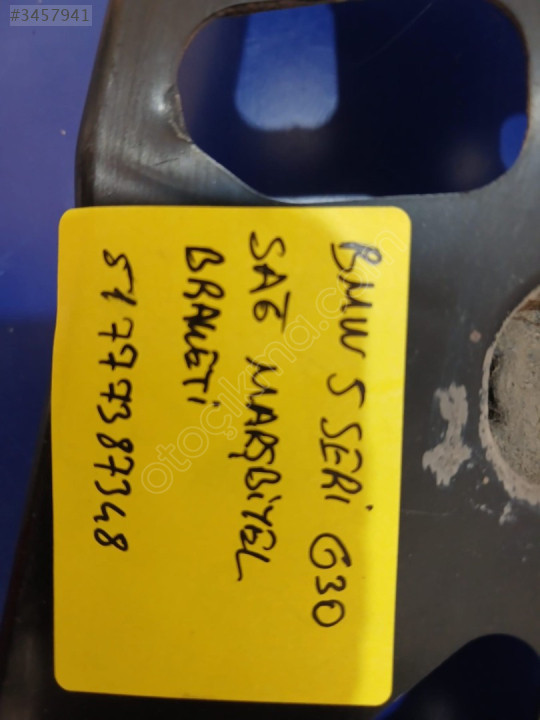 #3457941
BMW 5 SERİ G30
SAĞ MARŞBİYEL
BRAKETİ
51777387348
otoçıkma.com